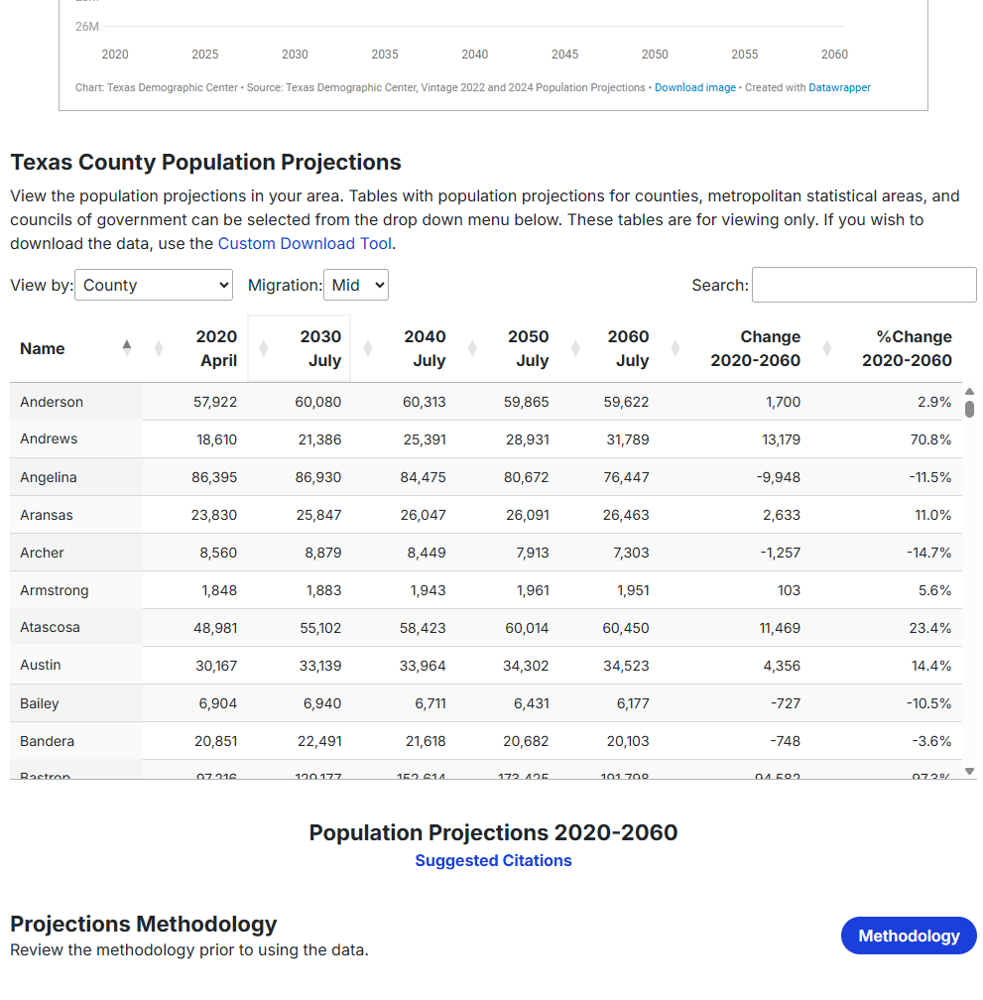 26M
2020 2025 2030 2035 2040 2045 2050 2055 2060
Chart: Texas Demographic Center • Source: Texas Demographic Center, Vintage 2022 and 2024 Population Projections • Download image • Created with Datawrapper
Texas County Population Projections
View the population projections in your area. Tables with population projections for counties, metropolitan statistical areas, and
councils of government can be selected from the drop down menu below. These tables are for viewing only. If you wish to
download the data, use the Custom Download Tool.
View by: County Migration: Mid Search:
Name 2020 April 2030 July 2040 July 2050 July 2060 July Change 2020-2060 %Change 2020-2060
Anderson 57,922 60,080 60,313 59,865 59,622 1,700 2.9%
Andrews 18,610 21,386 25,391 28,931 31,789 13,179 70.8%
Angelina 86,395 86,930 84,475 80,672 76,447 -9,948 -11.5%
Aransas 23,830 25,847 26,047 26,091 26,463 2,633 11.0%
Archer 8,560 8,879 8,449 7,913 7,303 -1,257 -14.7%
Armstrong 1,848 1,883 1,943 1,961 1,951 103 5.6%
Atascosa 48,981 55,102 58,423 60,014 60,450 11,469 23.4%
Austin 30,167 33,139 33,964 34,302 34,523 4,356 14.4%
Bailey 6,904 6,940 6,711 6,431 6,177 -727 -10.5%
Bandera 20,851 22,491 21,618 20,682 20,103 -748 -3.6%
Bastrop 97,216 129,177 152,614 173,425 191,798 94,582 97.3%
Population Projections 2020-2060
Suggested Citations
Projections Methodology
Review the methodology prior to using the data.
Methodology